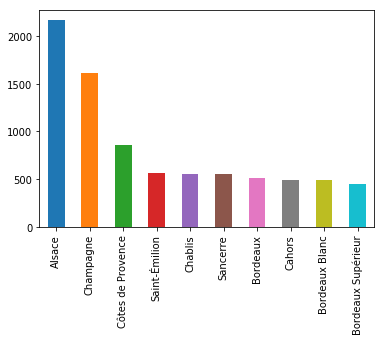 2000
1500
1000
500
0
Alsace
Champagne
Côtes de Provence
Saint-Émilion
Chablis
Sancerre
Bordeaux
Cahors
Bordeaux Blanc
Bordeaux Supérieur